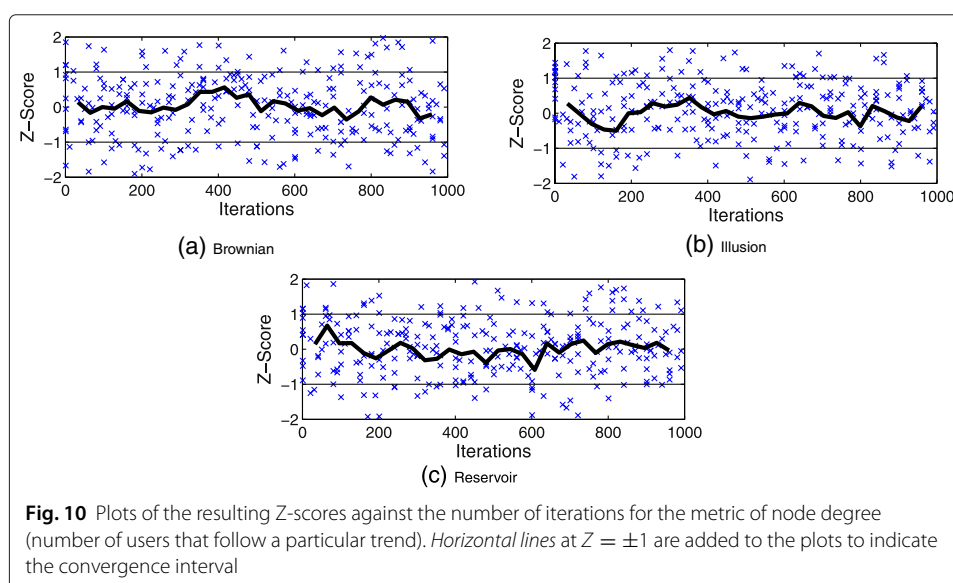 2
1
0
−1
−2
Z−Score
0 200 400 600 800 1000
Iterations
(a) Brownian
2
1
0
−1
−2
Z−Score
0 200 400 600 800 1000
Iterations
(b) Illusion
2
1
0
−1
−2
Z−Score
0 200 400 600 800 1000
Iterations
(c) Reservoir
Fig. 10 Plots of the resulting Z-scores against the number of iterations for the metric of node degree
(number of users that follow a particular trend). Horizontal lines at Z = ±1 are added to the plots to indicate
the convergence interval